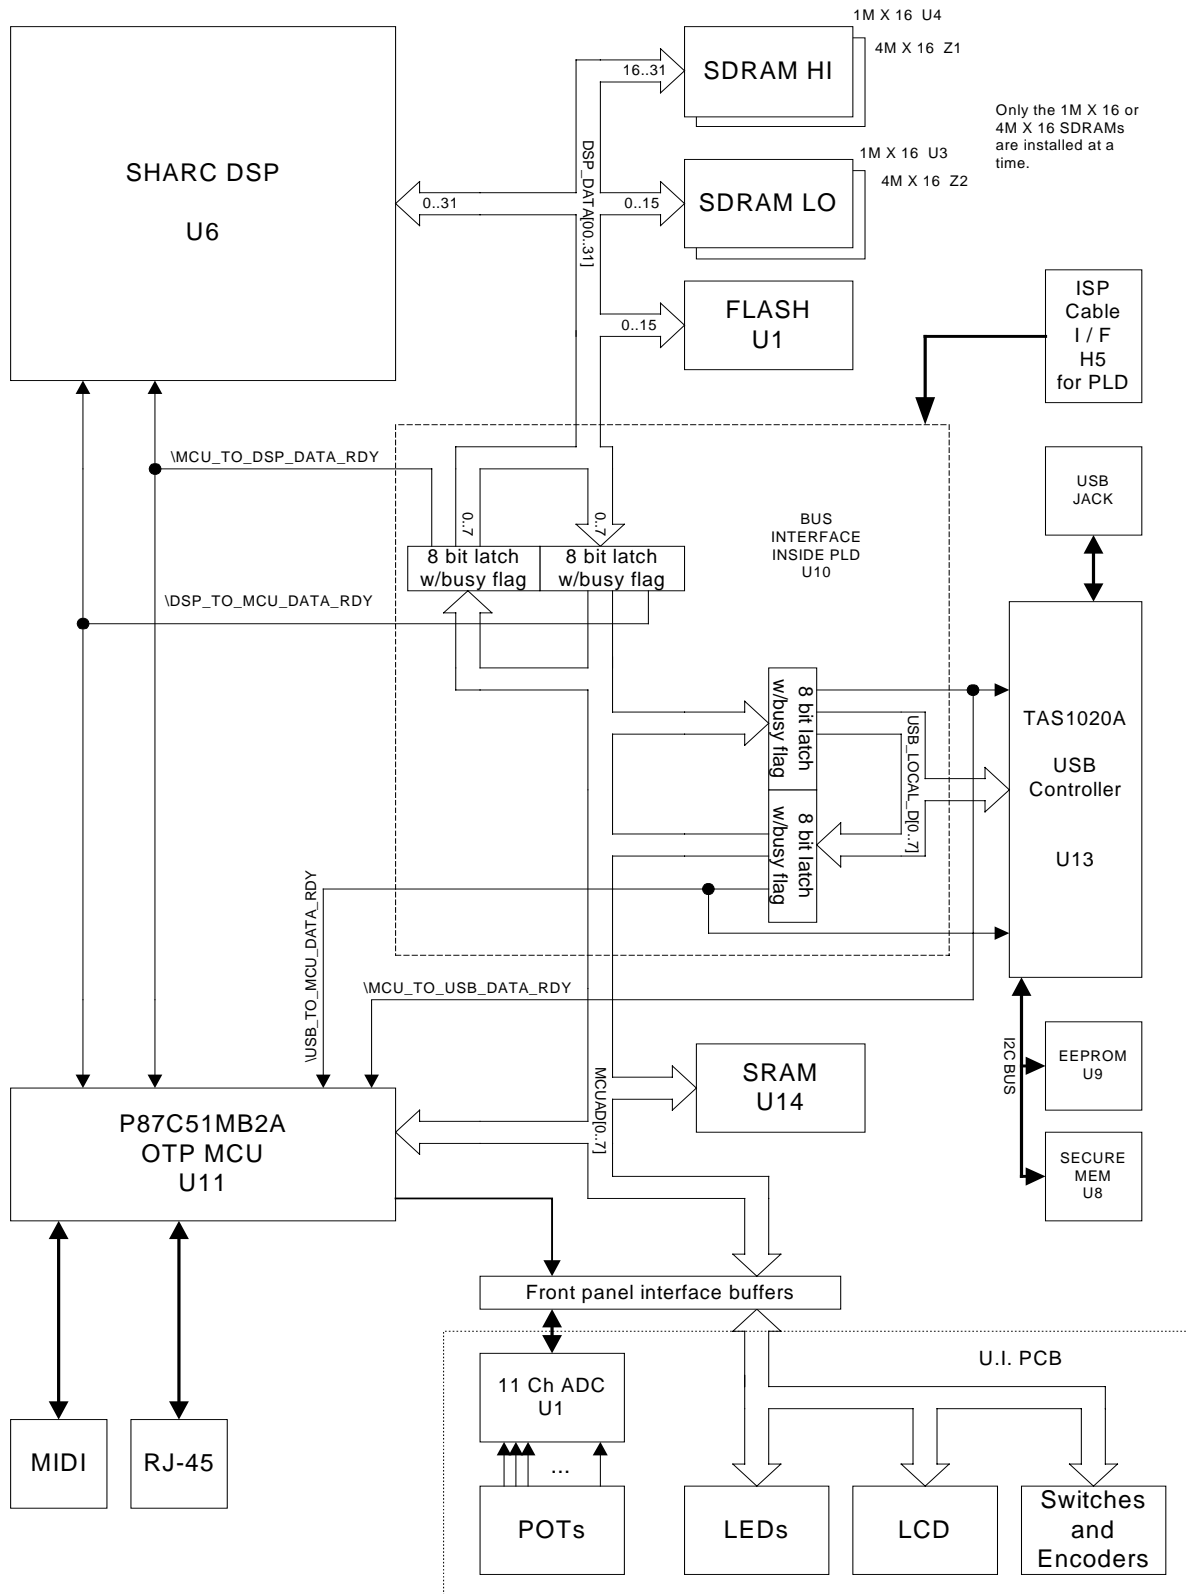 1M X 16  U4
4M X 16  Z1
SDRAM HI
16..31
Only the 1M X 16 or
4M X 16 SDRAMs
are installed at a
time.
SHARC DSP
U6
DSP_DATA[00..31]
1M X 16  U3
4M X 16  Z2
SDRAM LO
0..31
0..15
FLASH
U1
0..15
ISP
Cable
I / F
H5
for PLD
\MCU_TO_DSP_DATA_RDY
USB
JACK
0..7
0..7
BUS
INTERFACE
INSIDE PLD
U10
8 bit latch
w/busy flag
8 bit latch
w/busy flag
\DSP_TO_MCU_DATA_RDY
8 bit latch
w/busy flag
USB_LOCAL_D[0..7]
TAS1020A
USB
Controller
U13
8 bit latch
w/busy flag
\USB_TO_MCU_DATA_RDY
\MCU_TO_USB_DATA_RDY
I2C BUS
EEPROM
U9
MCUAD[0..7]
SRAM
U14
P87C51MB2A
OTP MCU
U11
SECURE
MEM
U8
Front panel interface buffers
U.I. PCB
11 Ch ADC
U1
MIDI
RJ-45
...
POTs
LEDs
LCD
Switches
and
Encoders